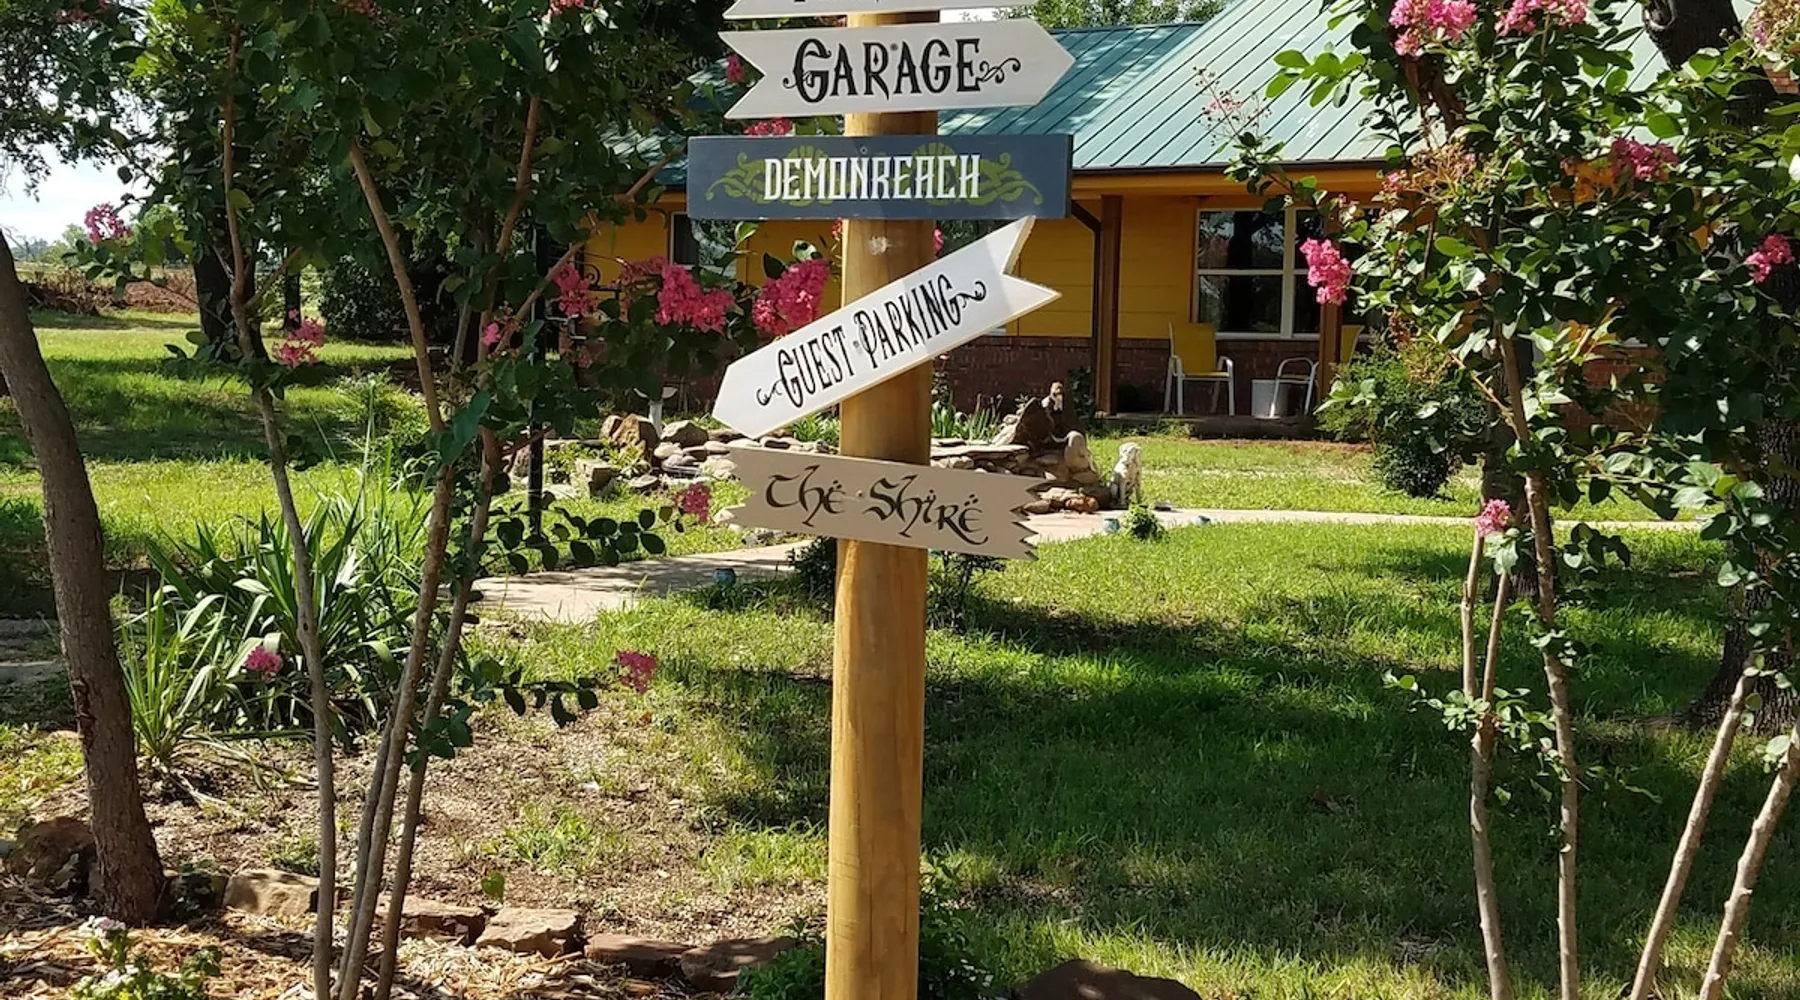 GARAGE
DEMONREACH
GUEST PARKING
The Shire